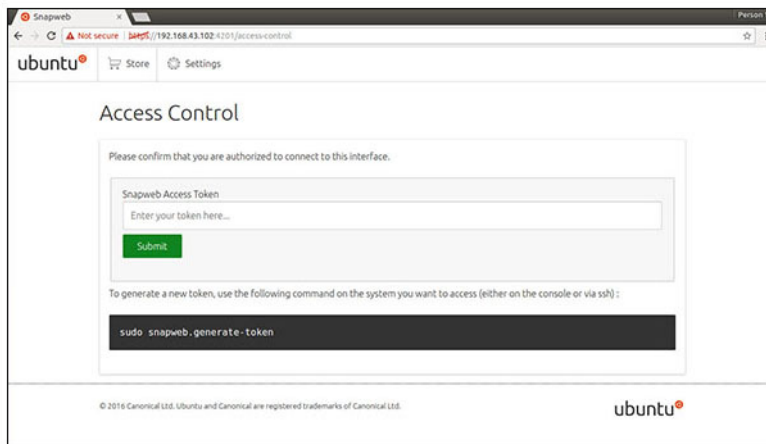 Snapweb
Person
Not secure | https://192.168.43.102:4201/access-control
ubuntu Store Settings
Access Control
Please confirm that you are authorized to connect to this interface.
Snapweb Access Token
Enter your token here...
Submit
To generate a new token, use the following command on the system you want to access (either on the console or via ssh) :
sudo snapweb.generate-token
© 2016 Canonical Ltd. Ubuntu and Canonical are registered trademarks of Canonical Ltd.
ubuntu